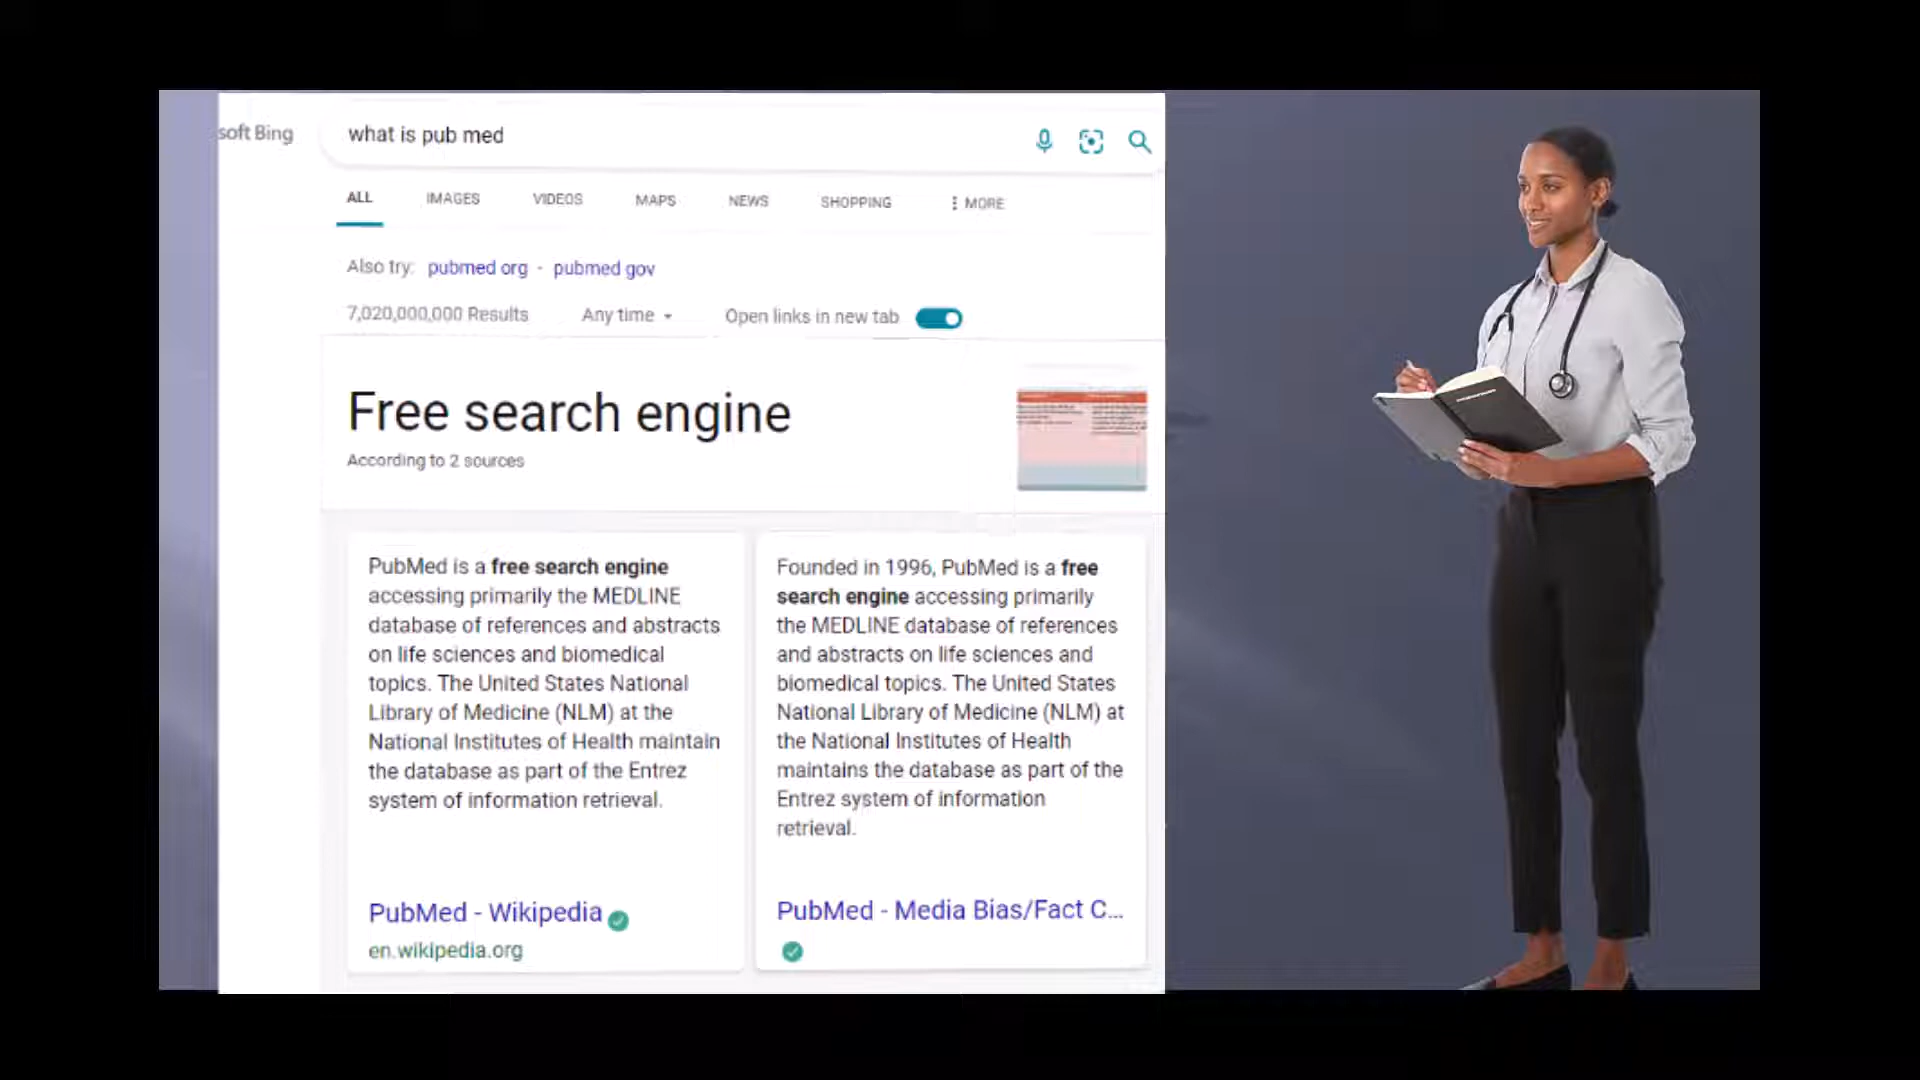 soft Bing
what is pub med
ALL IMAGES VIDEOS MAPS NEWS SHOPPING MORE
Also try: pubmed org - pubmed gov
7,020,000,000 Results Any time Open links in new tab
Free search engine
According to 2 sources
PubMed is a free search engine
accessing primarily the MEDLINE
database of references and abstracts
on life sciences and biomedical
topics. The United States National
Library of Medicine (NLM) at the
National Institutes of Health maintain
the database as part of the Entrez
system of information retrieval.
PubMed - Wikipedia
en.wikipedia.org
Founded in 1996, PubMed is a free
search engine accessing primarily
the MEDLINE database of references
and abstracts on life sciences and
biomedical topics. The United States
National Library of Medicine (NLM) at
the National Institutes of Health
maintains the database as part of the
Entrez system of information
retrieval.
PubMed - Media Bias/Fact C...